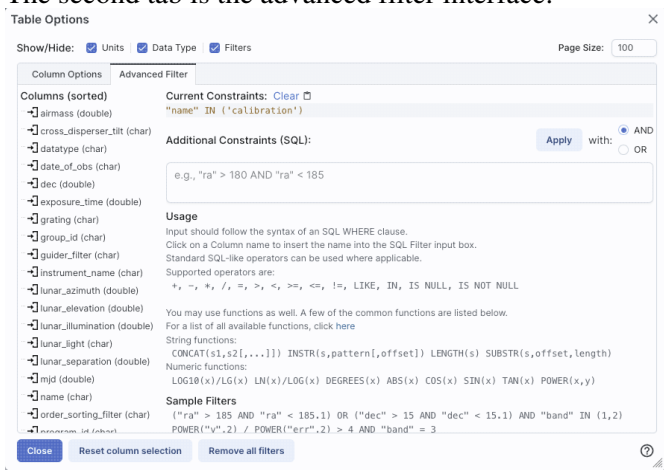 The second tab is the advanced filter interface.
Table Options
Show/Hide: Units Data Type Filters Page Size: 100
Column Options Advanced Filter
Columns (sorted)
airmass (double)
cross_disperser_tilt (char)
datatype (char)
date_of_obs (char)
dec (double)
exposure_time (double)
grating (char)
group_id (char)
guider_filter (char)
instrument_name (char)
lunar_azimuth (double)
lunar_elevation (double)
lunar_illumination (double)
lunar_light (char)
lunar_separation (double)
mjd (double)
name (char)
order_sorting_filter (char)
program_id (char)
Current Constraints: Clear
"name" IN ('calibration')
Additional Constraints (SQL): Apply with: AND
OR
e.g., "ra" > 180 AND "ra" < 185
Usage
Input should follow the syntax of an SQL WHERE clause.
Click on a Column name to insert the name into the SQL Filter input box.
Standard SQL-like operators can be used where applicable.
Supported operators are:
+, -, *, /, =, >, <, >=, <=, !=, LIKE, IN, IS NULL, IS NOT NULL
You may use functions as well. A few of the common functions are listed below.
For a list of all available functions, click here
String functions:
CONCAT(s1,s2[,...]]) INSTR(s,pattern[,offset]) LENGTH(s) SUBSTR(s,offset,length)
Numeric functions:
LOG10(x)/LG(x) LN(x)/LOG(x) DEGREES(x) ABS(x) COS(x) SIN(x) TAN(x) POWER(x,y)
Sample Filters
("ra" > 185 AND "ra" < 185.1) OR ("dec" > 15 AND "dec" < 15.1) AND "band" IN (1,2)
POWER("v",2) / POWER("err",2) > 4 AND "band" = 3
Close Reset column selection Remove all filters